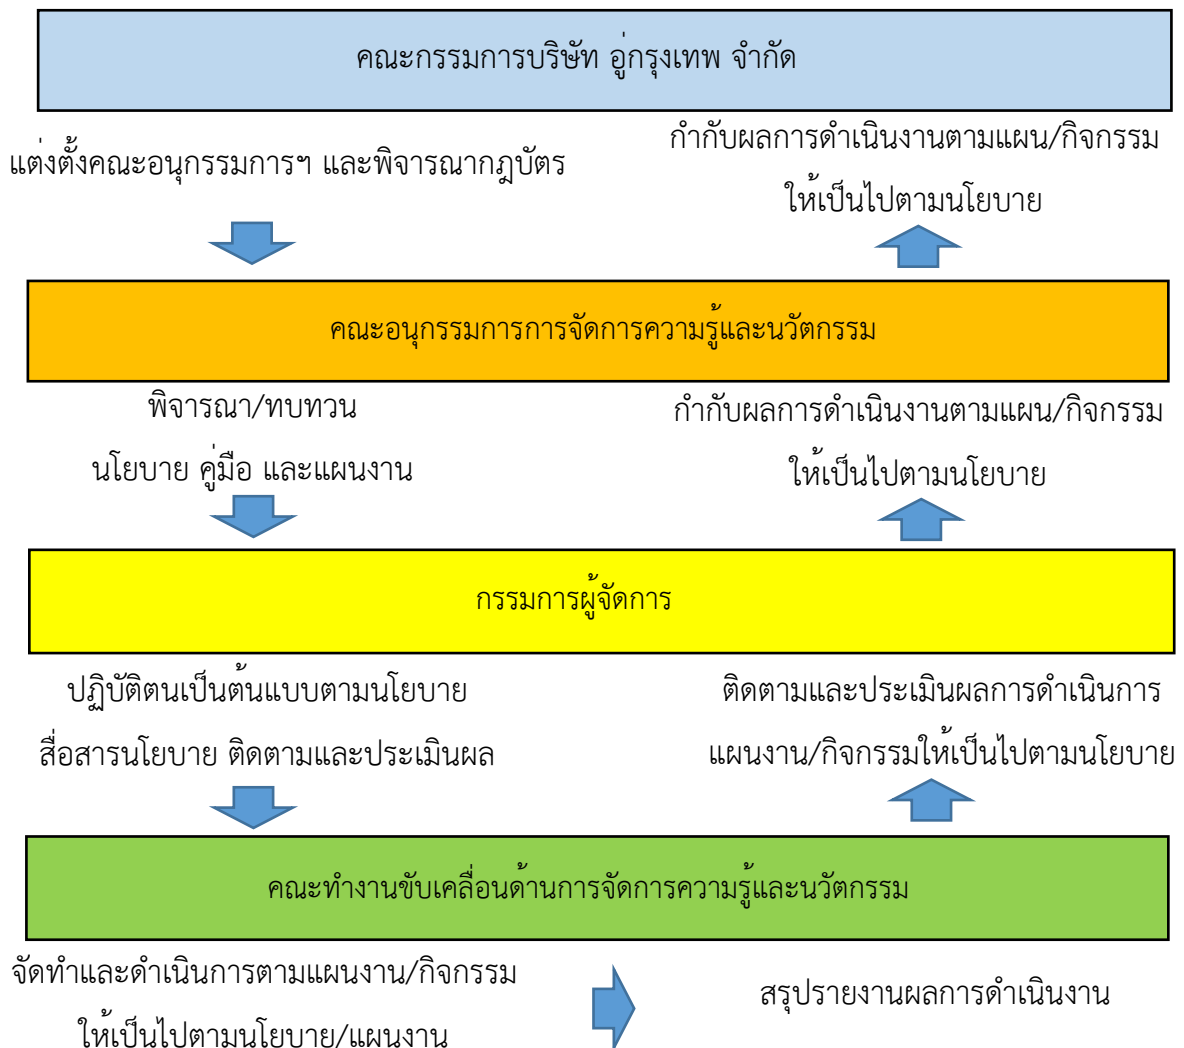 คณะกรรมการบริษัท อู่กรุงเทพ จำกัด
แต่งตั้งคณะอนุกรรมการฯ และพิจารณากฎบัตร
กำกับผลการดำเนินงานตามแผน/กิจกรรม
ให้เป็นไปตามนโยบาย
คณะอนุกรรมการการจัดการความรู้และนวัตกรรม
พิจารณา/ทบทวน
นโยบาย คู่มือ และแผนงาน
กำกับผลการดำเนินงานตามแผน/กิจกรรม
ให้เป็นไปตามนโยบาย
กรรมการผู้จัดการ
ปฏิบัติตนเป็นต้นแบบตามนโยบาย
สื่อสารนโยบาย ติดตามและประเมินผล
ติดตามและประเมินผลการดำเนินการ
แผนงาน/กิจกรรมให้เป็นไปตามนโยบาย
คณะทำงานขับเคลื่อนด้านการจัดการความรู้และนวัตกรรม
จัดทำและดำเนินการตามแผนงาน/กิจกรรม
ให้เป็นไปตามนโยบาย/แผนงาน
สรุปรายงานผลการดำเนินงาน